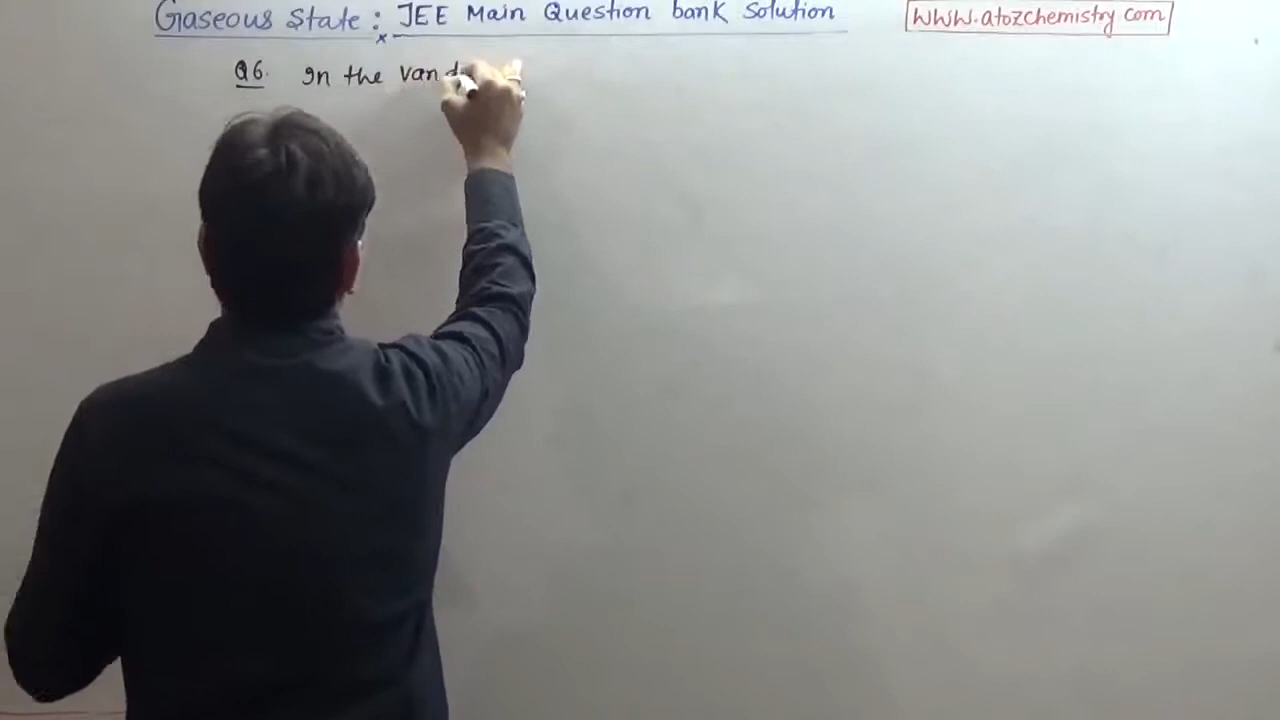 Gaseous State : JEE Main Question bank Solution
www.atozchemistry.com
Q6. In the Van